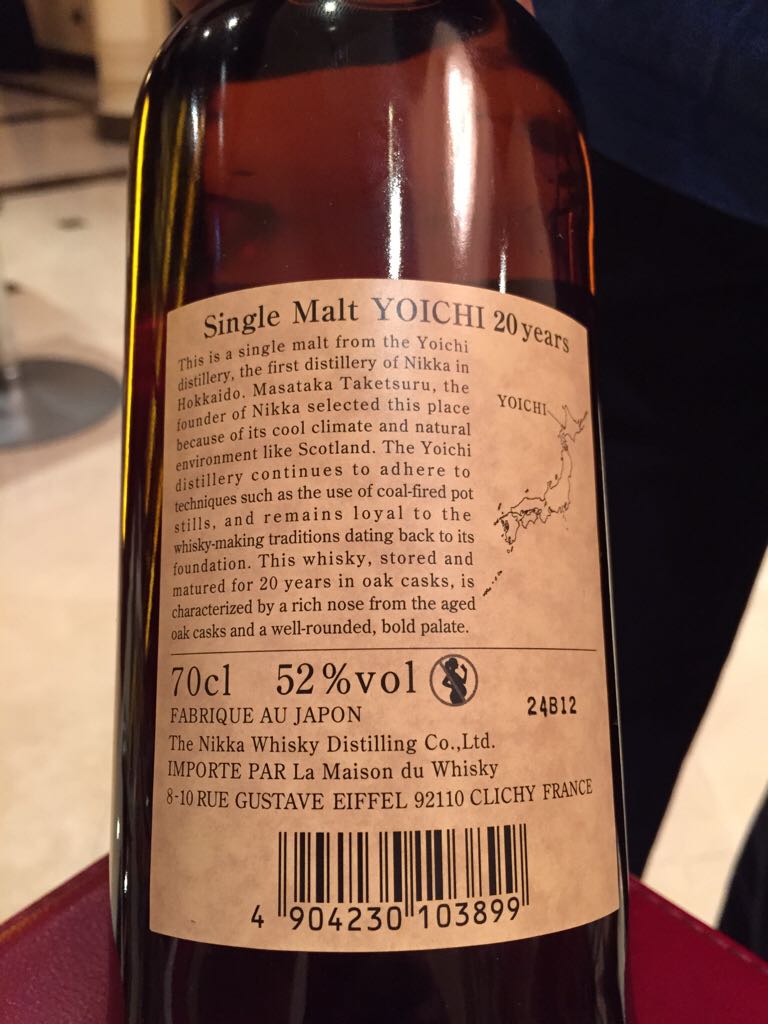 Single Malt YOICHI 20 years
This is a single malt from the Yoichi
distillery, the first distillery of Nikka in
Hokkaido. Masataka Taketsuru, the
founder of Nikka selected this place
because of its cool climate and natural
environment like Scotland. The Yoichi
distillery continues to adhere to
techniques such as the use of coal-fired pot
stills, and remains loyal to the
whisky-making traditions dating back to its
foundation. This whisky, stored and
matured for 20 years in oak casks, is
characterized by a rich nose from the aged
oak casks and a well-rounded, bold palate.
YOICHI
70cl 52%vol
FABRIQUE AU JAPON
24B12
The Nikka Whisky Distilling Co.,Ltd.
IMPORTE PAR La Maison du Whisky
8-10 RUE GUSTAVE EIFFEL 92110 CLICHY FRANCE
4 904230 103899